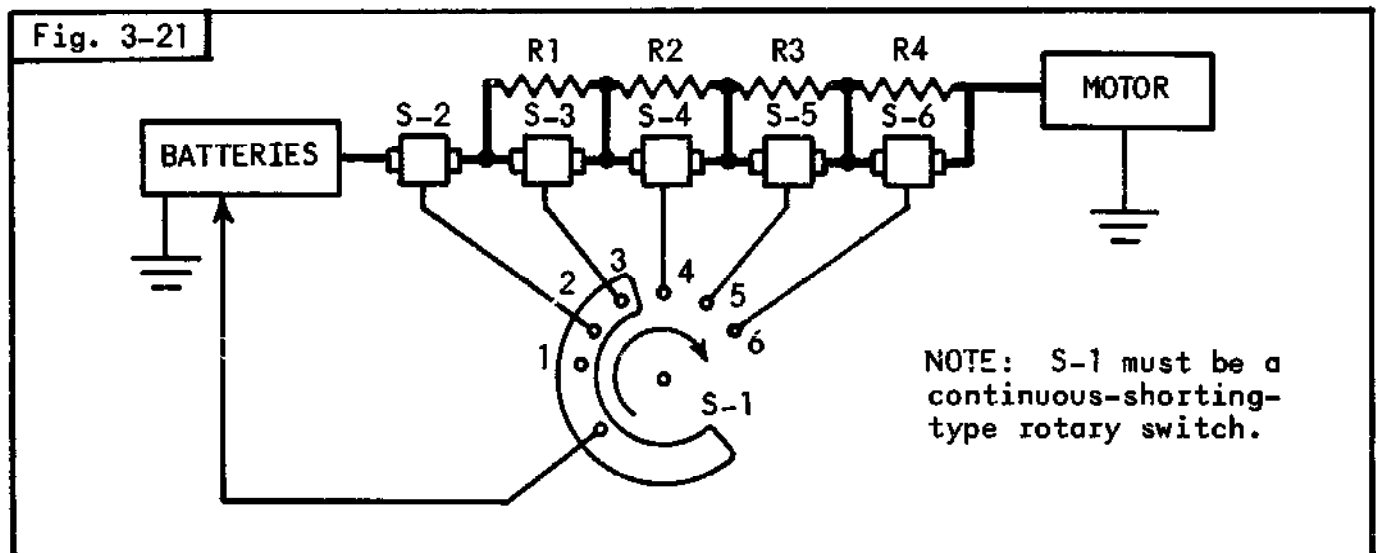 Fig. 3-21
R1 R2 R3 R4
S-2 S-3 S-4 S-5 S-6
BATTERIES
MOTOR
1 2 3 4 5 6
S-1
NOTE: S-1 must be a
continuous-shorting-
type rotary switch.